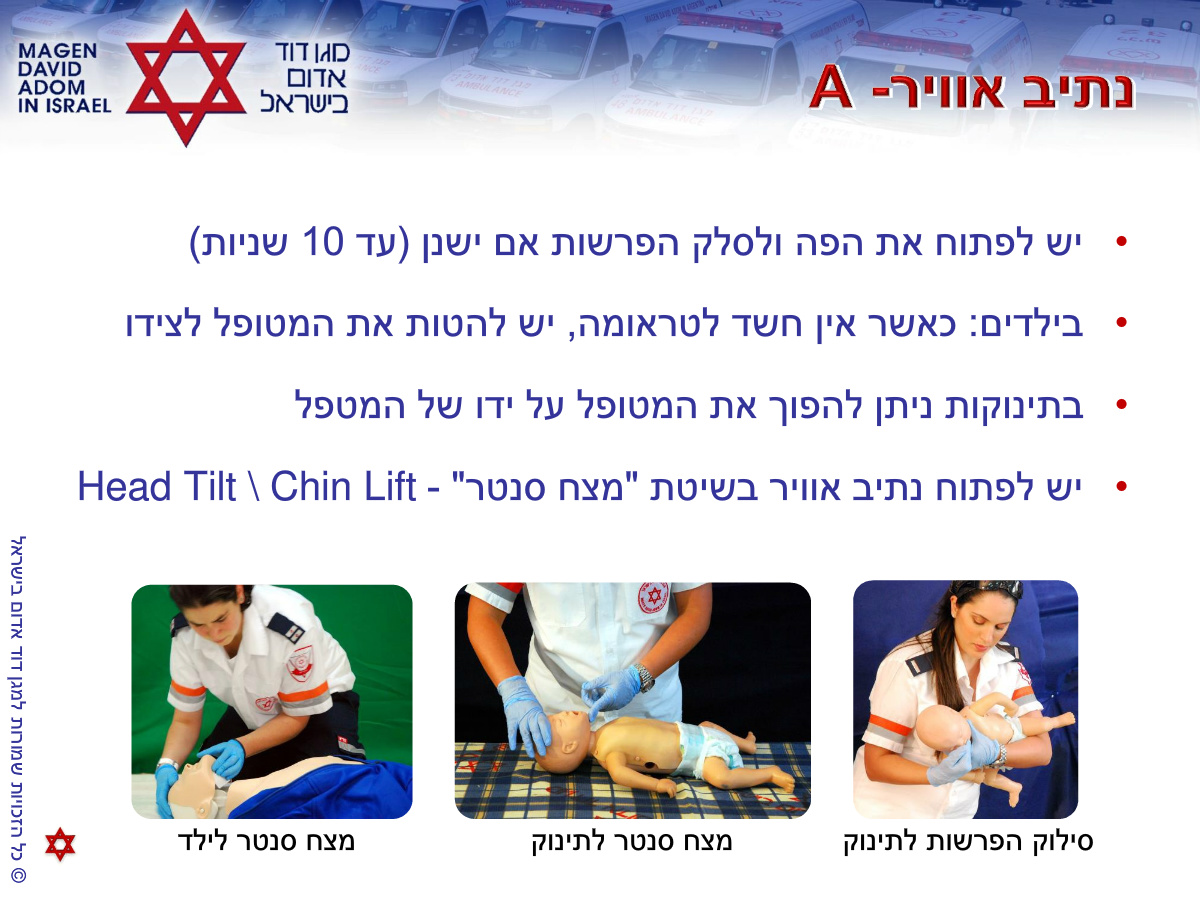 MAGEN
DAVID
ADOM
IN ISRAEL
מגן דוד
אדום
בישראל
נתיב אוויר- A
• יש לפתוח את הפה ולסלק הפרשות אם ישנן (עד 10 שניות)
• בילדים: כאשר אין חשד לטראומה, יש להטות את המטופל לצידו
• בתינוקות ניתן להפוך את המטופל על ידו של המטפל
• יש לפתוח נתיב אוויר בשיטת "מצח סנטר" - Head Tilt \ Chin Lift
סילוק הפרשות לתינוק
מצח סנטר לתינוק
מצח סנטר לילד
© כל הזכויות שמורות למגן דוד אדום בישראל